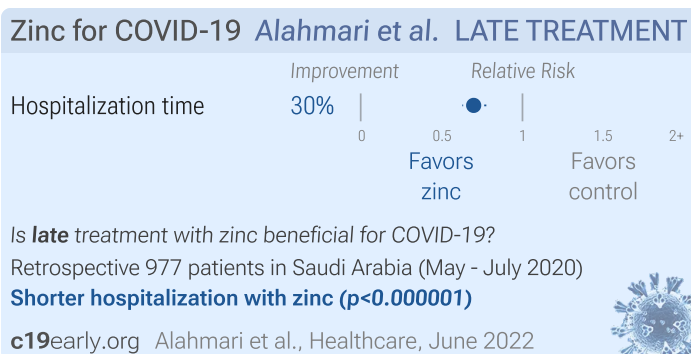 Zinc for COVID-19 Alahmari et al. LATE TREATMENT
Improvement Relative Risk
Hospitalization time 30%
0 0.5 1 1.5 2+
Favors zinc
Favors control
Is late treatment with zinc beneficial for COVID-19?
Retrospective 977 patients in Saudi Arabia (May - July 2020)
Shorter hospitalization with zinc (p<0.000001)
c19early.org Alahmari et al., Healthcare, June 2022